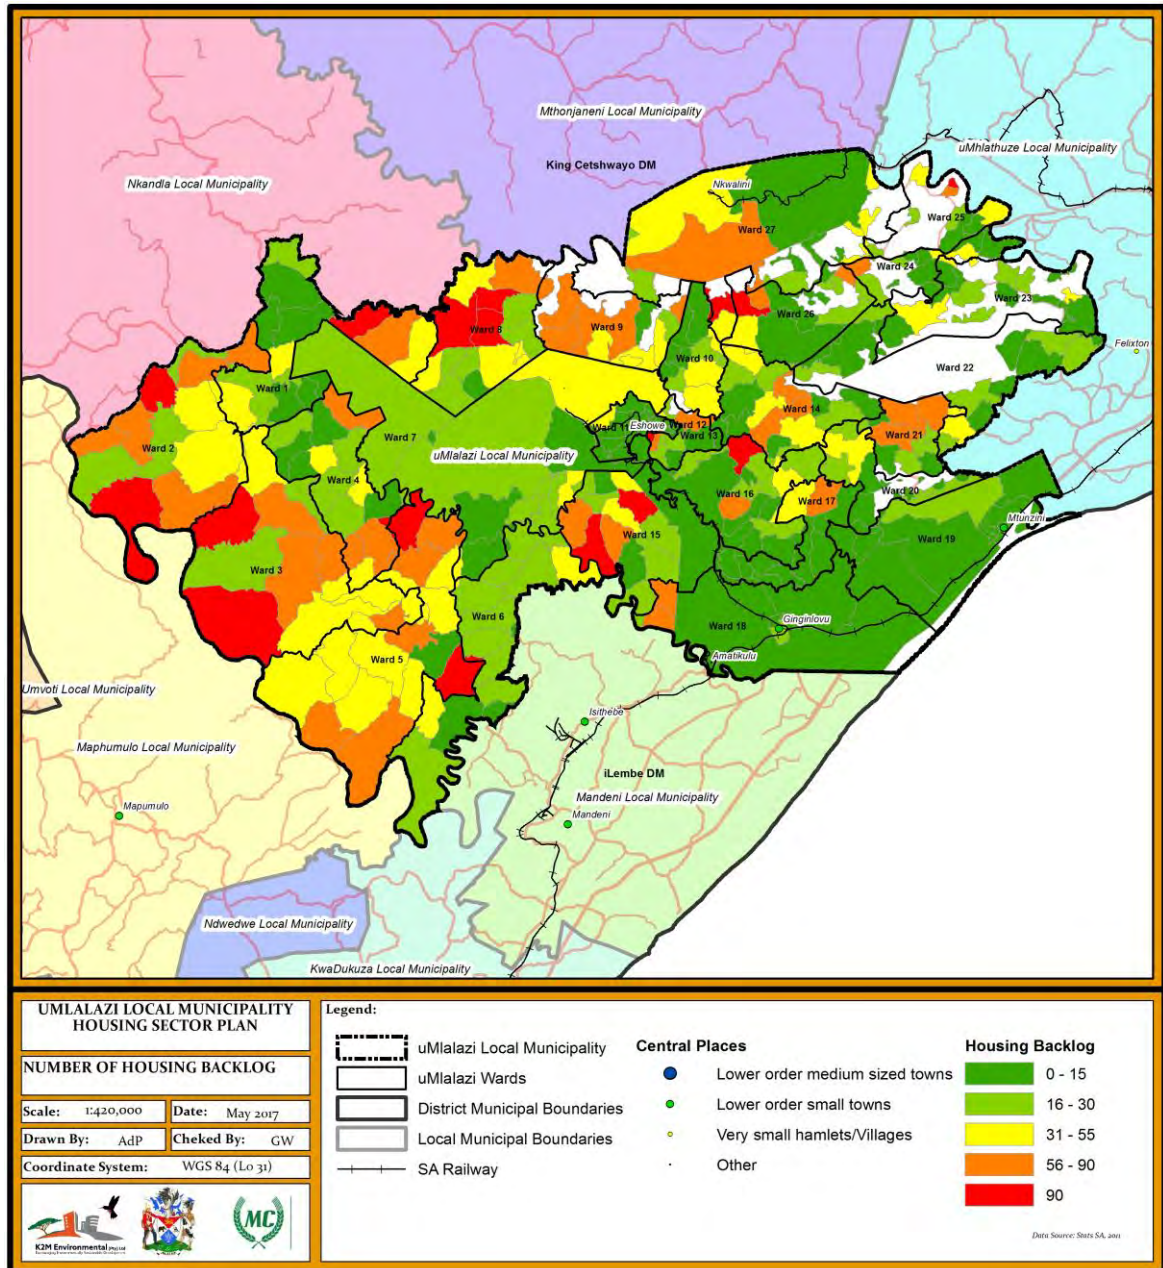 Mthonjaneni Local Municipality
uMhlathuze Local Municipality
King Cetshwayo DM
Nkandla Local Municipality
Nkwalini
Ward 25
Ward 27
Ward 24
Ward 23
Ward 8
Ward 9
Ward 26
Felixton
Ward 10
Ward 22
Ward 1
Ward 14
Ward 7
Ward 11
Eshowe
Ward 12
Ward 13
Ward 21
Ward 2
uMlalazi Local Municipality
Ward 4
Ward 16
Ward 17
Ward 20
Mtunzini
Ward 15
Ward 19
Ward 3
Ward 6
Ward 18
Ginginlovu
Amatikulu
Ward 5
Umvoti Local Municipality
Isithebe
Maphumulo Local Municipality
iLembe DM
Mandeni Local Municipality
Mapumulo
Mandeni
Ndwedwe Local Municipality
KwaDukuza Local Municipality
UMLALAZI LOCAL MUNICIPALITY
HOUSING SECTOR PLAN
NUMBER OF HOUSING BACKLOG
Scale: 1:420,000 Date: May 2017
Drawn By: AdP Cheked By: GW
Coordinate System: WGS 84 (Lo 31)
K2M Environmental (Pty) Ltd
MC
Legend:
uMlalazi Local Municipality
uMlalazi Wards
District Municipal Boundaries
Local Municipal Boundaries
SA Railway
Central Places
Lower order medium sized towns
Lower order small towns
Very small hamlets/Villages
Other
Housing Backlog
0 - 15
16 - 30
31 - 55
56 - 90
90
Data Source: Stats SA, 2011